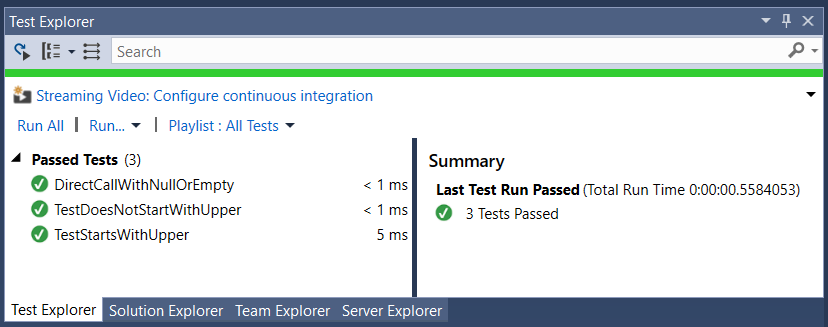 Test Explorer
Search
Streaming Video: Configure continuous integration
Run All | Run... | Playlist : All Tests
Passed Tests (3)
DirectCallWithNullOrEmpty < 1 ms
TestDoesNotStartWithUpper < 1 ms
TestStartsWithUpper 5 ms
Summary
Last Test Run Passed (Total Run Time 0:00:00.5584053)
3 Tests Passed
Test Explorer Solution Explorer Team Explorer Server Explorer